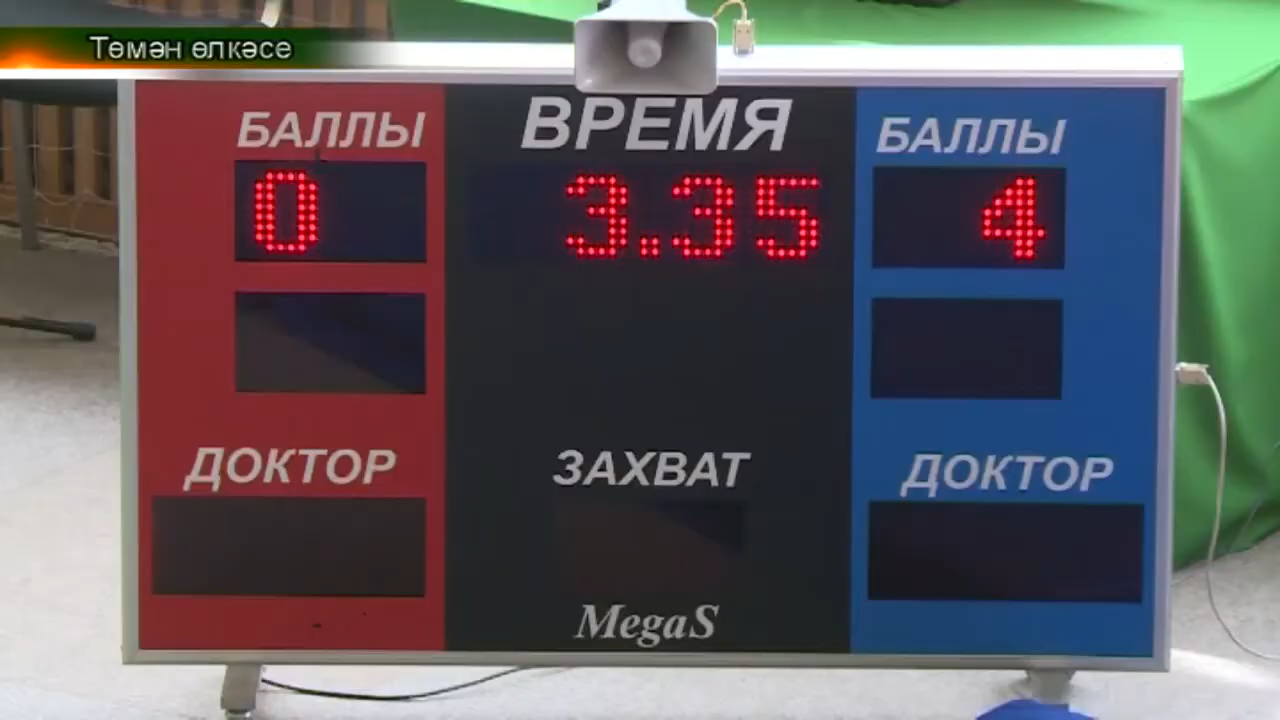 Төмән өлкәсе
БАЛЛЫ ВРЕМЯ БАЛЛЫ
0 3.35 4
ДОКТОР ЗАХВАТ ДОКТОР
MegaS